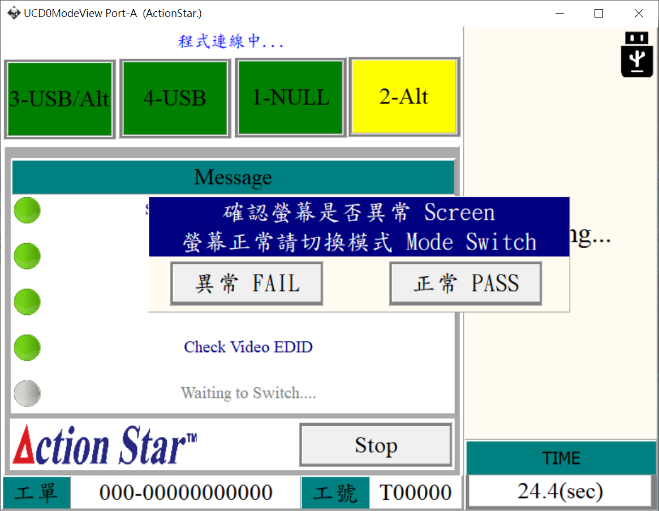 UCD0ModeView Port-A (ActionStar.)
程式連線中...
3-USB/Alt
4-USB
1-NULL
2-Alt
Message
確認螢幕是否異常 Screen
螢幕正常請切換模式 Mode Switch
異常 FAIL
正常 PASS
Check Video EDID
Waiting to Switch....
Action Star™
Stop
TIME
24.4(sec)
工單
000-00000000000
工號
T00000